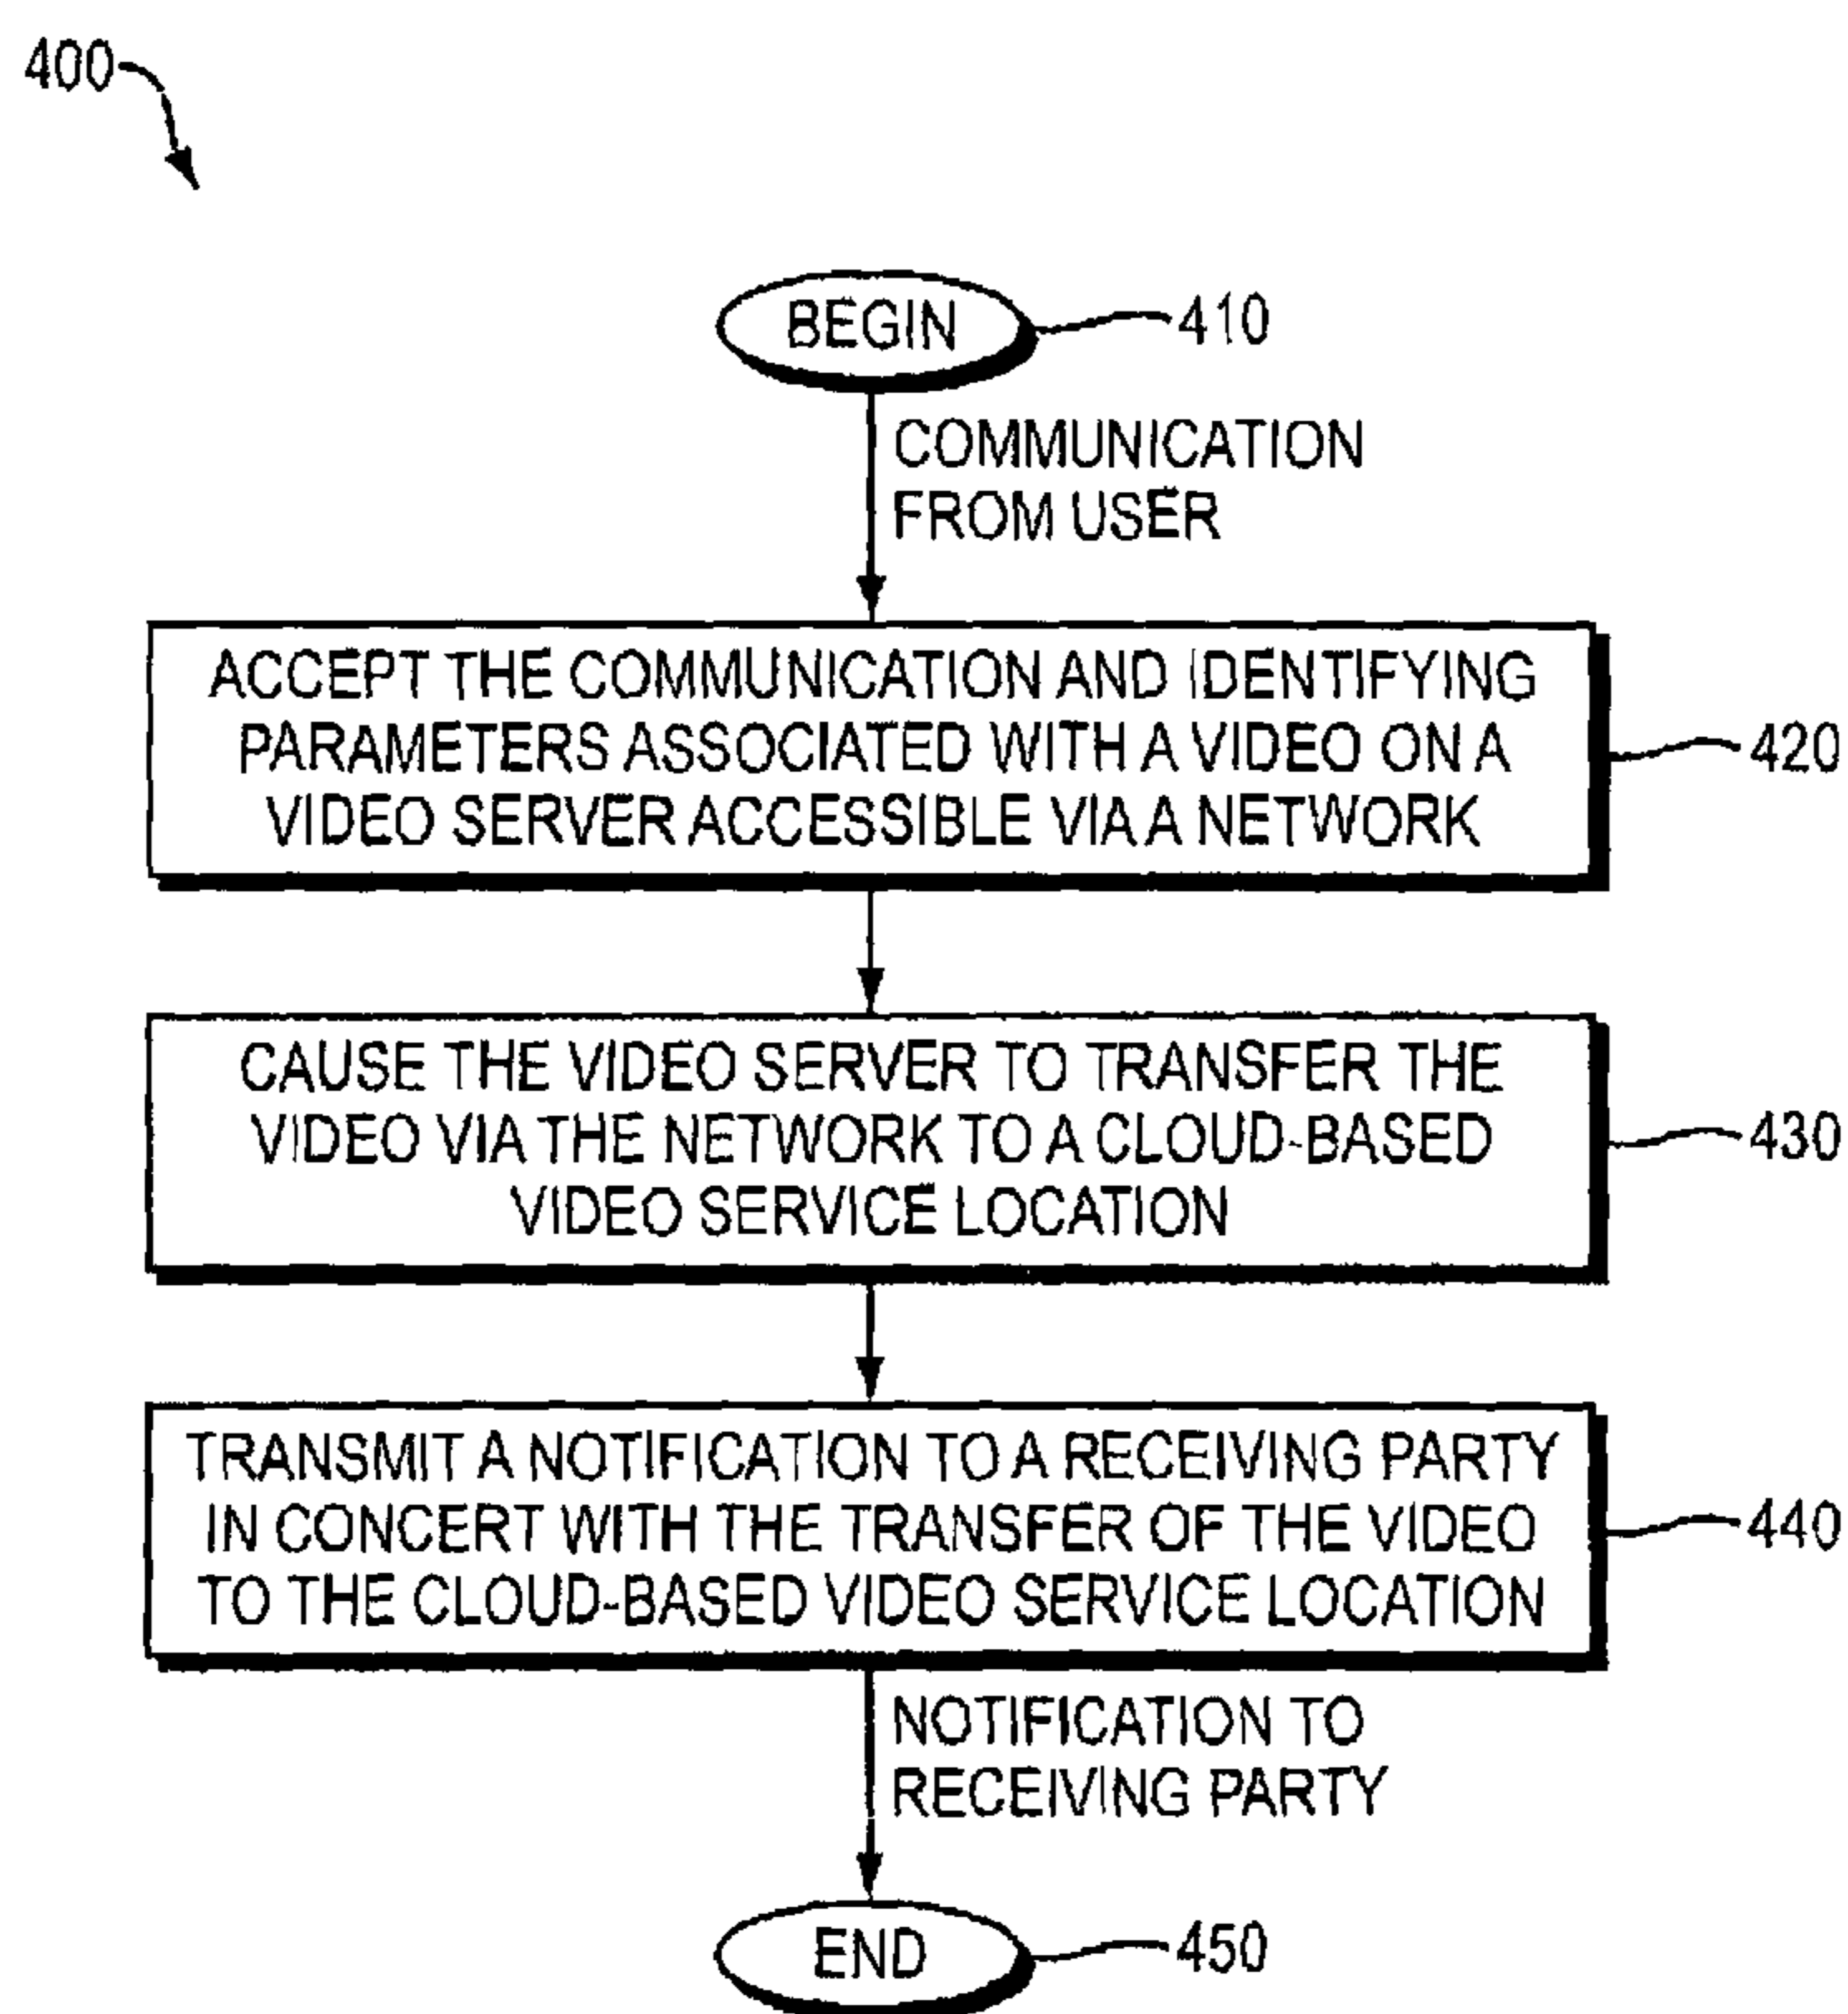 400
BEGIN
410
COMMUNICATION
FROM USER
ACCEPT THE COMMUNICATION AND IDENTIFYING
PARAMETERS ASSOCIATED WITH A VIDEO ON A
VIDEO SERVER ACCESSIBLE VIA A NETWORK
420
CAUSE THE VIDEO SERVER TO TRANSFER THE
VIDEO VIA THE NETWORK TO A CLOUD-BASED
VIDEO SERVICE LOCATION
430
TRANSMIT A NOTIFICATION TO A RECEIVING PARTY
IN CONCERT WITH THE TRANSFER OF THE VIDEO
TO THE CLOUD-BASED VIDEO SERVICE LOCATION
440
NOTIFICATION TO
RECEIVING PARTY
END
450